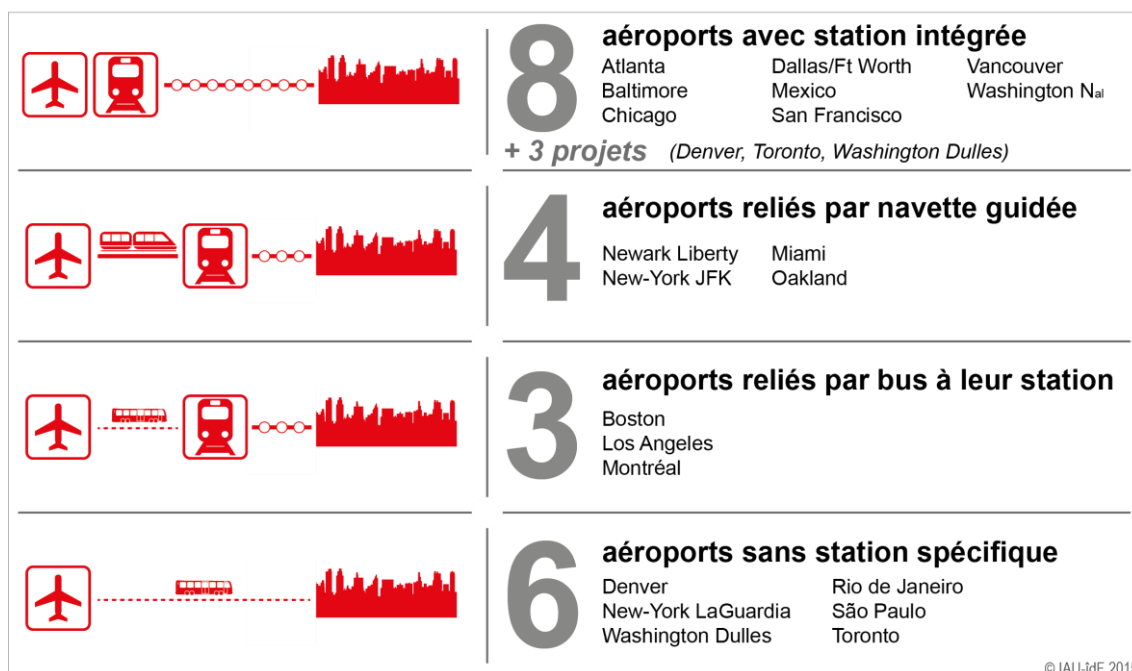 8
aéroports avec station intégrée
Atlanta Dallas/Ft Worth Vancouver
Baltimore Mexico Washington Nal
Chicago San Francisco
+ 3 projets (Denver, Toronto, Washington Dulles)
4
aéroports reliés par navette guidée
Newark Liberty Miami
New-York JFK Oakland
3
aéroports reliés par bus à leur station
Boston
Los Angeles
Montréal
6
aéroports sans station spécifique
Denver Rio de Janeiro
New-York LaGuardia São Paulo
Washington Dulles Toronto
© IAU-îdF